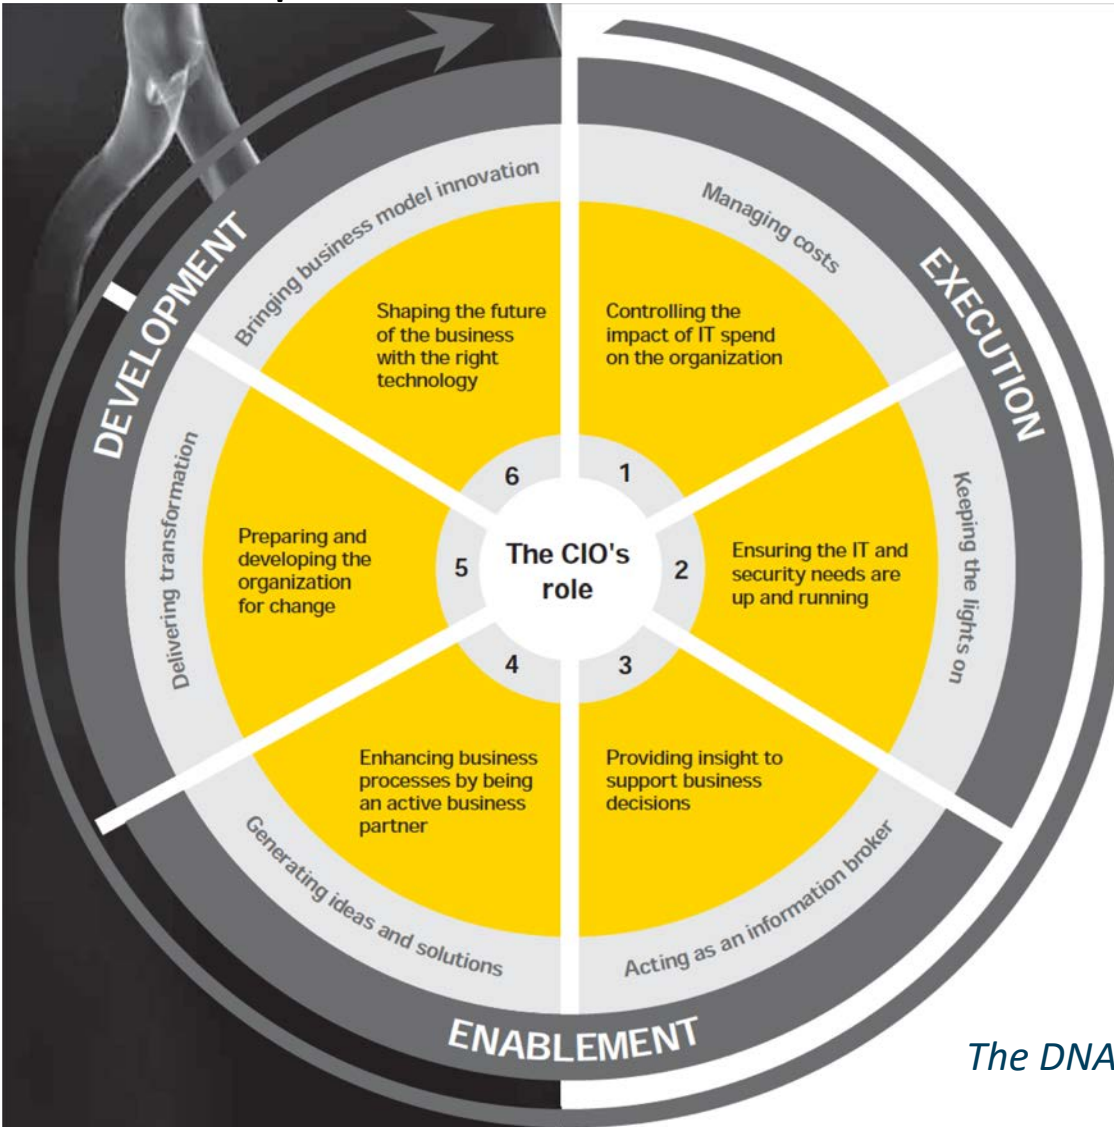 DEVELOPMENT
EXECUTION
ENABLEMENT
Bringing business model innovation
Managing costs
Keeping the lights on
Acting as an information broker
Generating ideas and solutions
Delivering transformation
Shaping the future
of the business
with the right
technology
Controlling the
impact of IT spend
on the organization
Ensuring the IT and
security needs are
up and running
Providing insight to
support business
decisions
Enhancing business
processes by being
an active business
partner
Preparing and
developing the
organization
for change
6
1
5
2
4
3
The CIO's
role
The DNA